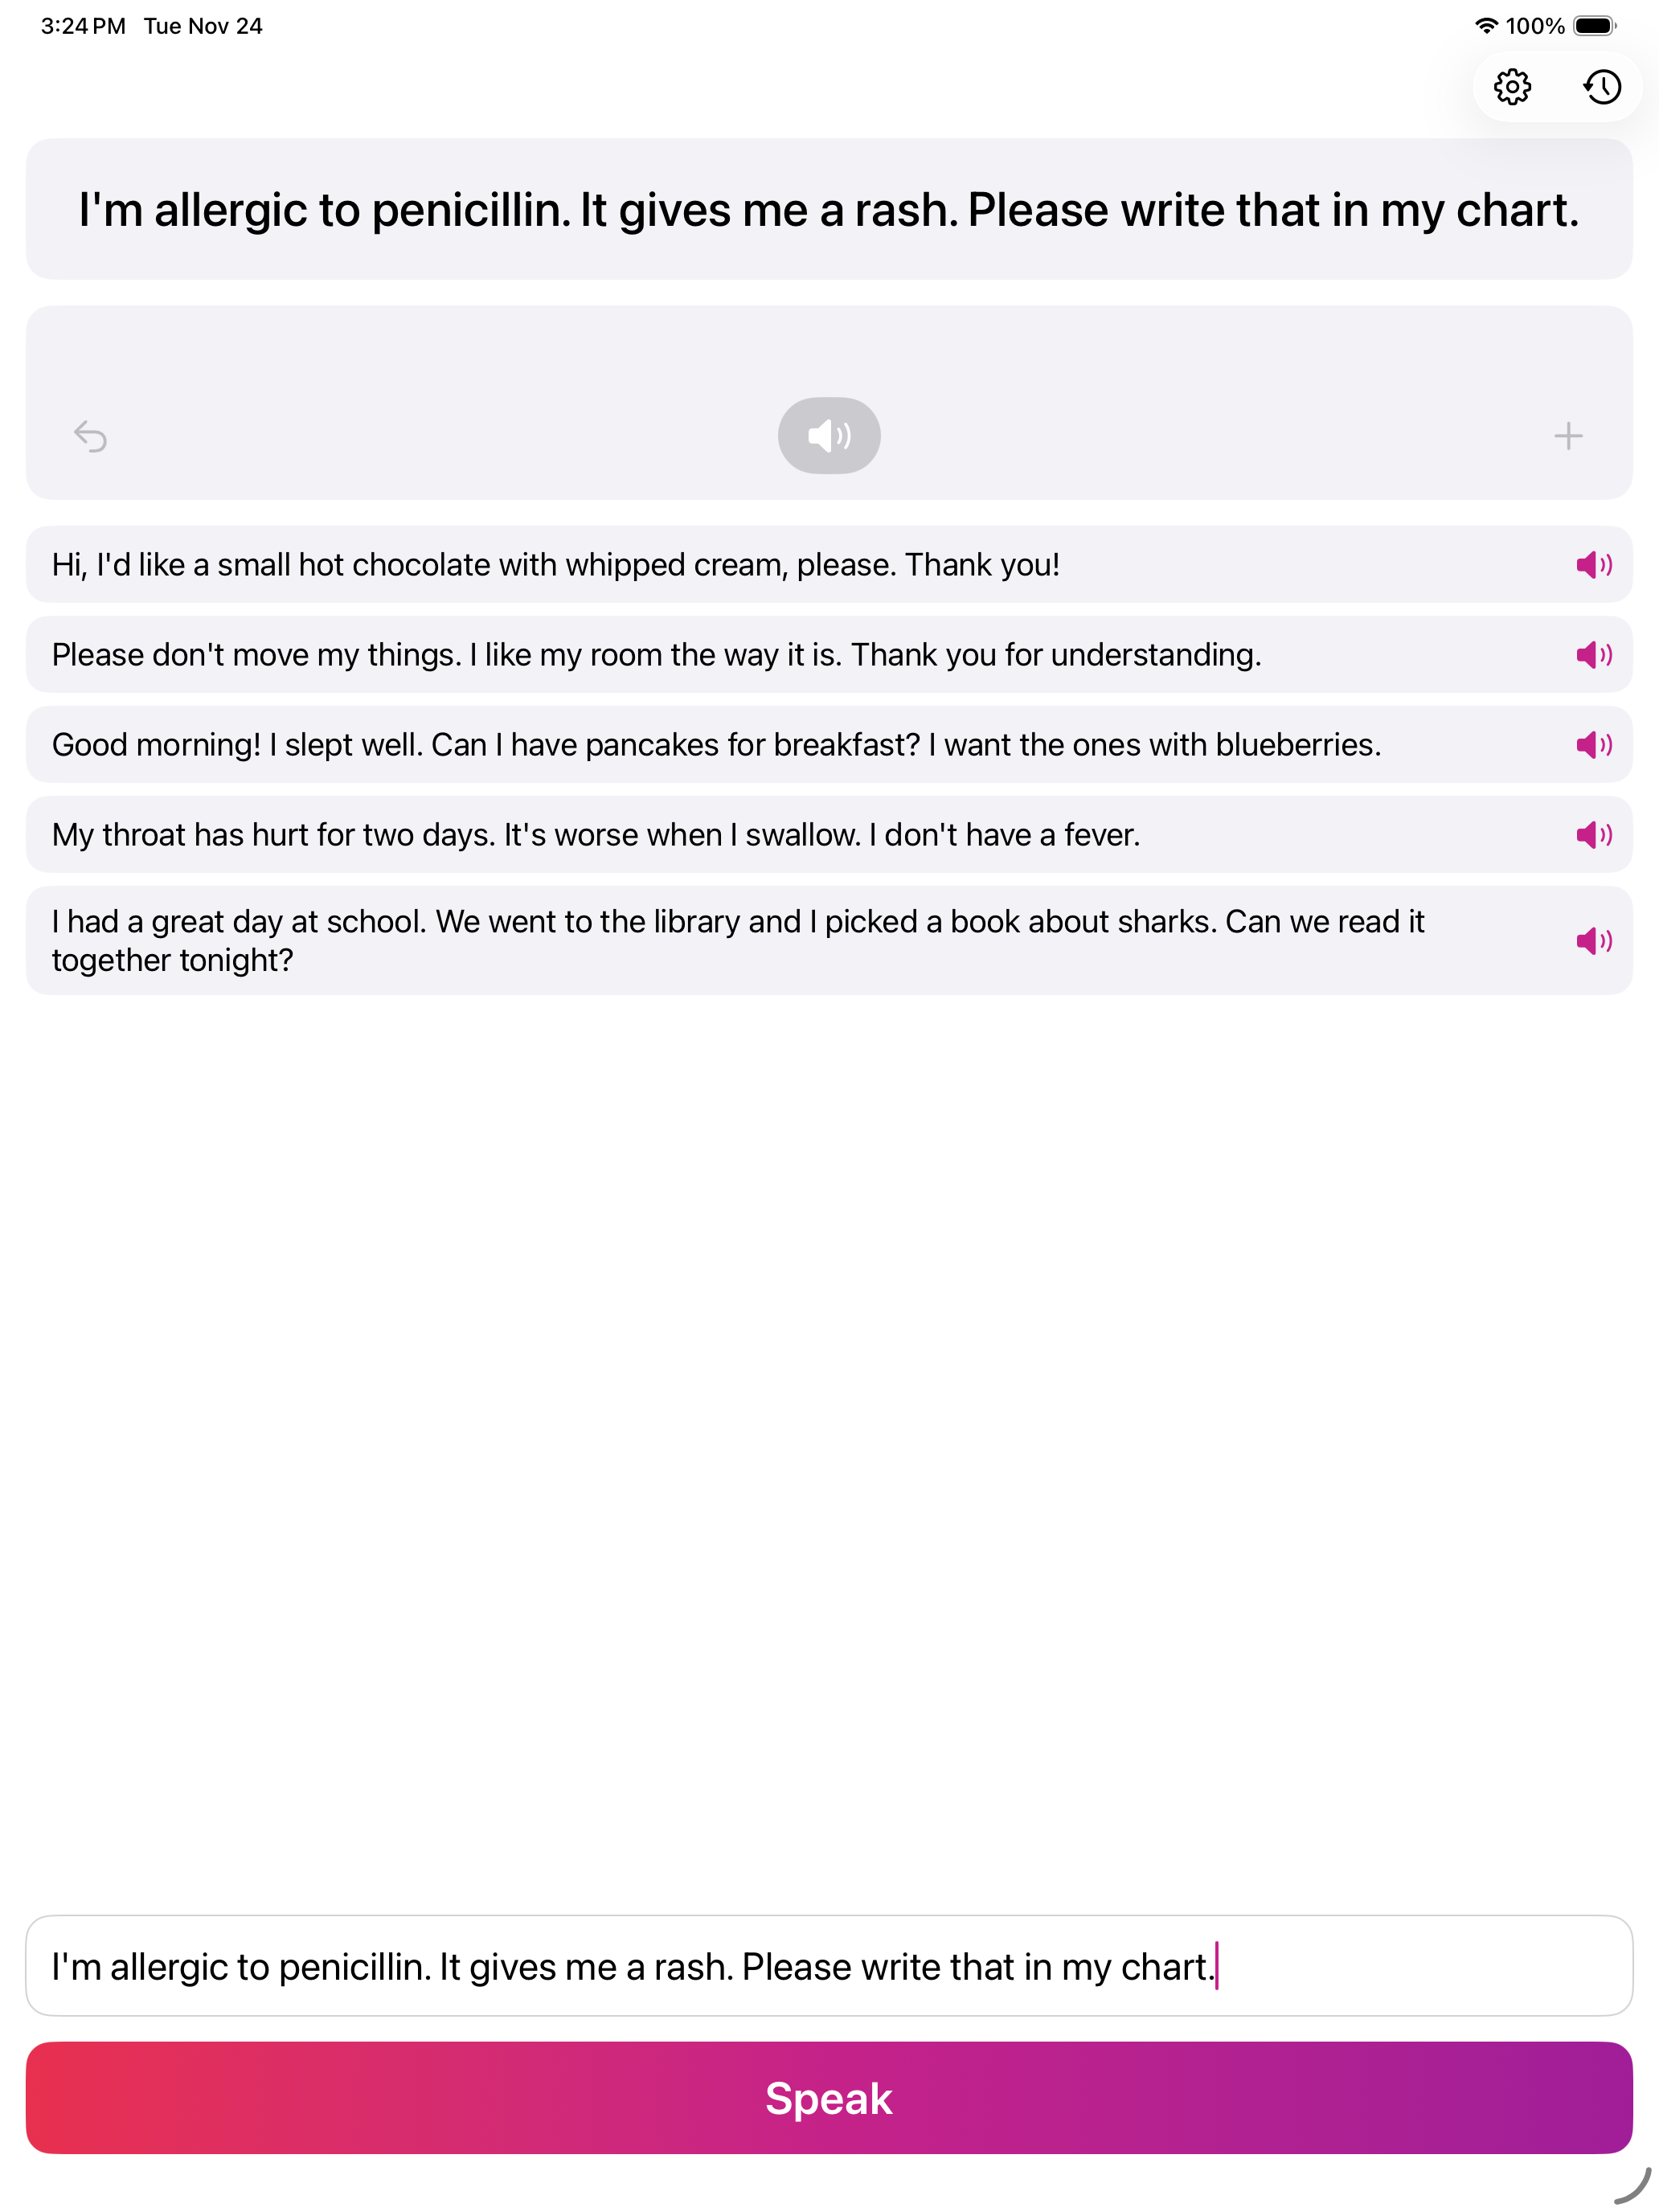 3:24 PM Tue Nov 24
100%
I'm allergic to penicillin. It gives me a rash. Please write that in my chart.
Hi, I'd like a small hot chocolate with whipped cream, please. Thank you!
Please don't move my things. I like my room the way it is. Thank you for understanding.
Good morning! I slept well. Can I have pancakes for breakfast? I want the ones with blueberries.
My throat has hurt for two days. It's worse when I swallow. I don't have a fever.
I had a great day at school. We went to the library and I picked a book about sharks. Can we read it
together tonight?
I'm allergic to penicillin. It gives me a rash. Please write that in my chart.
Speak